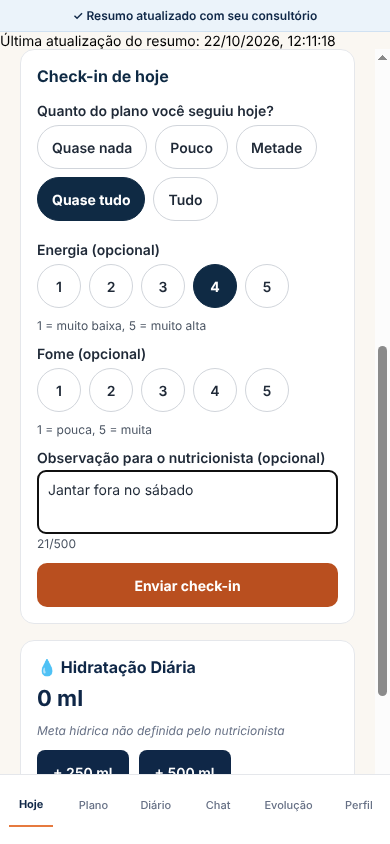 ✓ Resumo atualizado com seu consultório
Última atualização do resumo: 22/10/2026, 12:11:18
Check-in de hoje
Quanto do plano você seguiu hoje?
Quase nada Pouco Metade
Quase tudo Tudo
Energia (opcional)
1 2 3 4 5
1 = muito baixa, 5 = muito alta
Fome (opcional)
1 2 3 4 5
1 = pouca, 5 = muita
Observação para o nutricionista (opcional)
Jantar fora no sábado
21/500
Enviar check-in
💧 Hidratação Diária
0 ml
Meta hídrica não definida pelo nutricionista
+ 250 ml + 500 ml
Hoje Plano Diário Chat Evolução Perfil